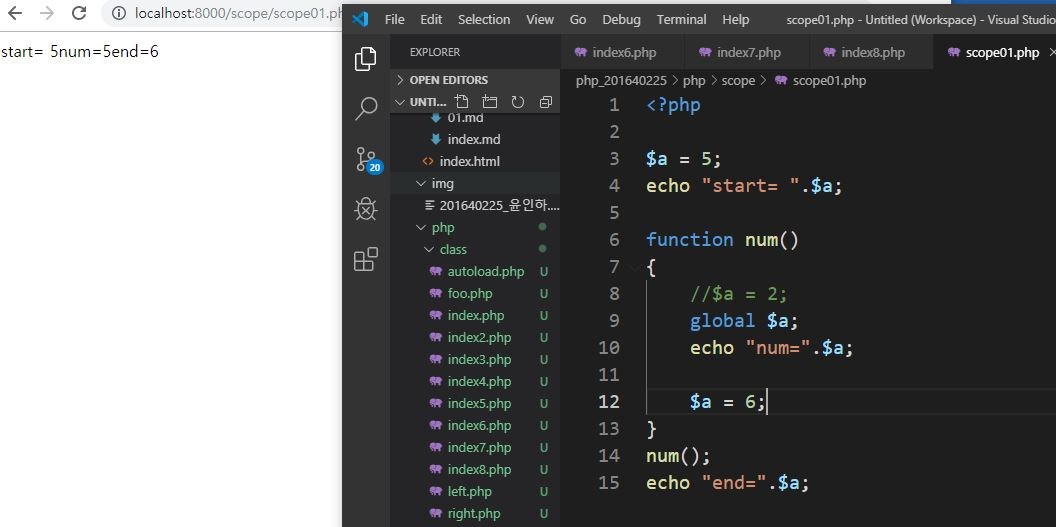 localhost:8000/scope/scope01.ph
start= 5num=5end=6
File Edit Selection View Go Debug Terminal Help scope01.php - Untitled (Workspace) - Visual Studio
EXPLORER
OPEN EDITORS
UNTI...
01.md
index.md
index.html
img
201640225_윤인하....
php
class
autoload.php U
foo.php U
index.php U
index2.php U
index3.php U
index4.php U
index5.php U
index6.php U
index7.php U
index8.php U
left.php U
right.php U
20
index6.php index7.php index8.php scope01.php
php_201640225 > php > scope > scope01.php
1 <?php
2
3 $a = 5;
4 echo "start= ".$a;
5
6 function num()
7 {
8 //$a = 2;
9 global $a;
10 echo "num=".$a;
11
12 $a = 6;
13 }
14 num();
15 echo "end=".$a;